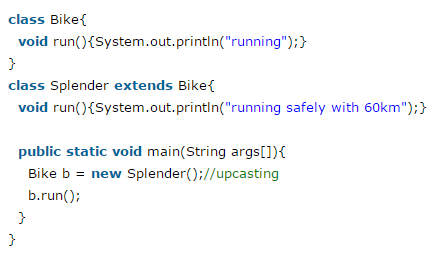 class Bike{
  void run(){System.out.println("running");}
}
class Splender extends Bike{
  void run(){System.out.println("running safely with 60km");}

  public static void main(String args[]){
    Bike b = new Splender();//upcasting
    b.run();
  }
}